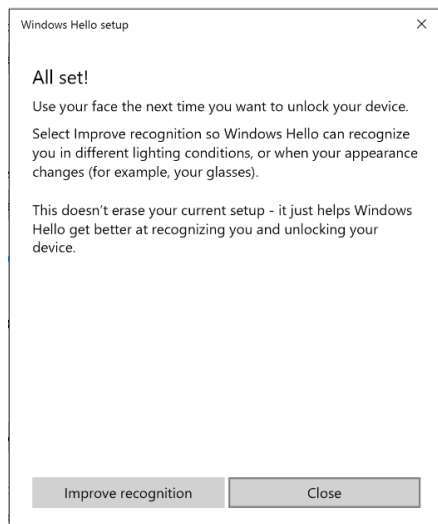 Windows Hello setup
All set!
Use your face the next time you want to unlock your device.
Select Improve recognition so Windows Hello can recognize
you in different lighting conditions, or when your appearance
changes (for example, your glasses).
This doesn't erase your current setup - it just helps Windows
Hello get better at recognizing you and unlocking your
device.
Improve recognition
Close